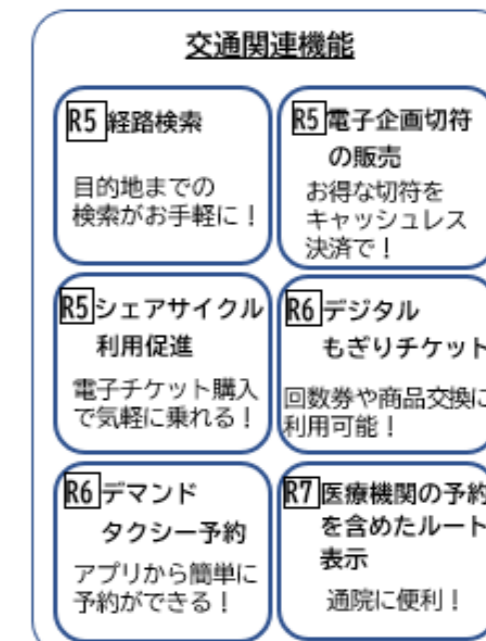 交通関連機能
R5 経路検索
目的地までの
検索がお手軽に！
R5 電子企画切符
の販売
お得な切符を
キャッシュレス
決済で！
R5 シェアサイクル
利用促進
電子チケット購入
で気軽に乗れる！
R6 デジタル
もぎりチケット
回数券や商品交換に
利用可能！
R6 デマンド
タクシー予約
アプリから簡単に
予約ができる！
R7 医療機関の予約
を含めたルート
表示
通院に便利！